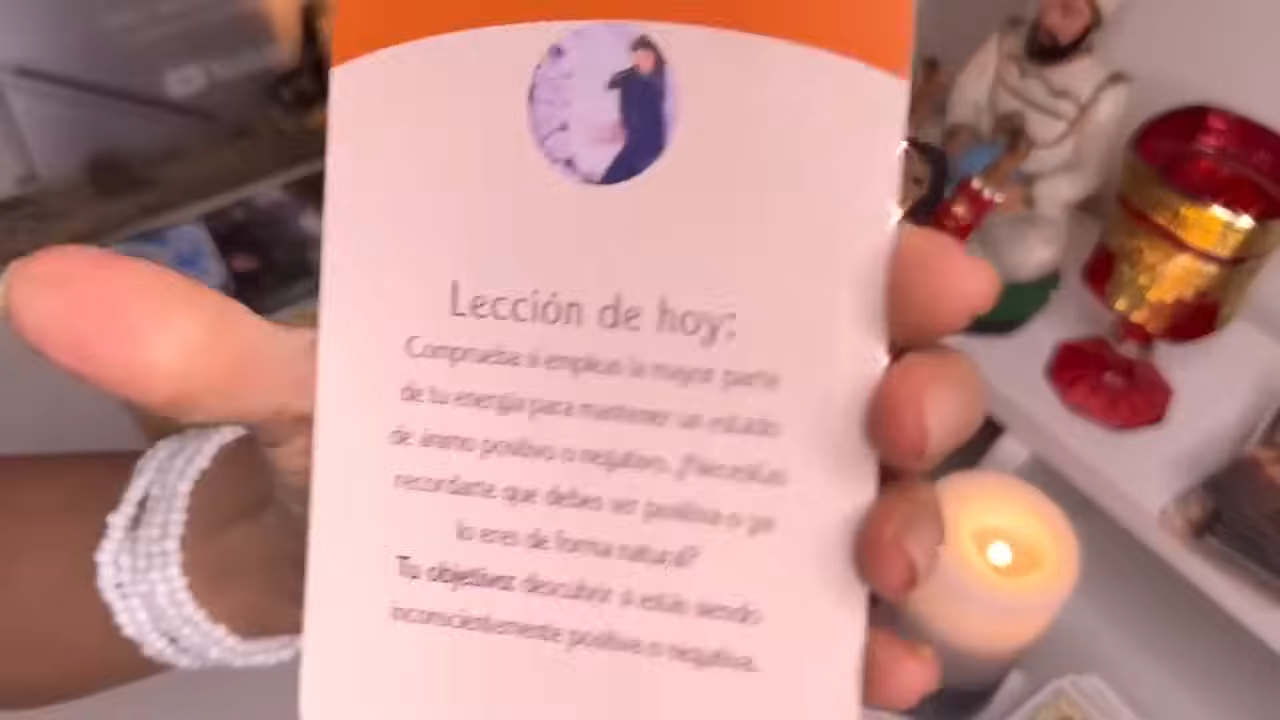 Lección de hoy:
Comprueba si empleas la mayor parte
de tu energía para mantener un estado
de ánimo positivo o negativo. ¿Necesitas
recordarte que debes ser positiva o ya
lo eres de forma natural?
Tu objetivo: descubrir si estás siendo
inconscientemente positiva o negativa.